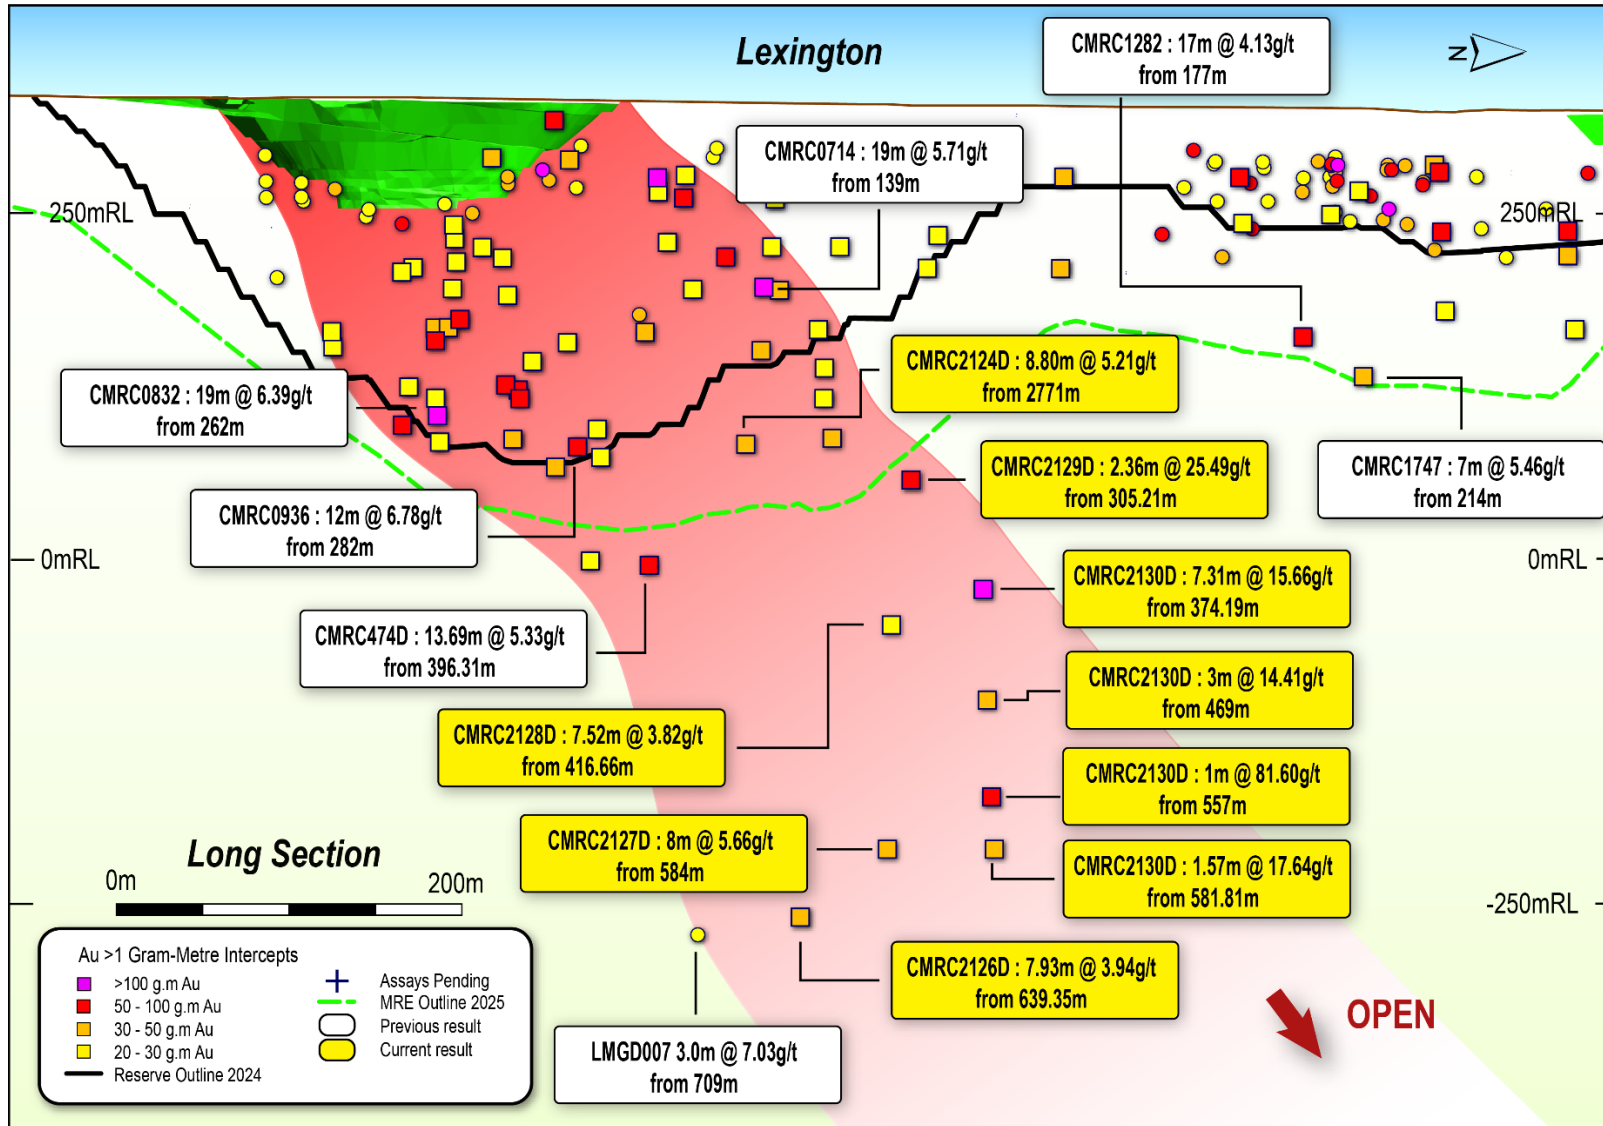 Lexington
N
CMRC1282 : 17m @ 4.13g/t
from 177m
CMRC0714 : 19m @ 5.71g/t
from 139m
250mRL
250mRL
CMRC2124D : 8.80m @ 5.21g/t
from 2771m
CMRC0832 : 19m @ 6.39g/t
from 262m
CMRC2129D : 2.36m @ 25.49g/t
from 305.21m
CMRC1747 : 7m @ 5.46g/t
from 214m
CMRC0936 : 12m @ 6.78g/t
from 282m
0mRL
0mRL
CMRC2130D : 7.31m @ 15.66g/t
from 374.19m
CMRC474D : 13.69m @ 5.33g/t
from 396.31m
CMRC2130D : 3m @ 14.41g/t
from 469m
CMRC2128D : 7.52m @ 3.82g/t
from 416.66m
CMRC2130D : 1m @ 81.60g/t
from 557m
CMRC2127D : 8m @ 5.66g/t
from 584m
CMRC2130D : 1.57m @ 17.64g/t
from 581.81m
Long Section
0m
200m
-250mRL
CMRC2126D : 7.93m @ 3.94g/t
from 639.35m
Au >1 Gram-Metre Intercepts
>100 g.m Au
50 - 100 g.m Au
30 - 50 g.m Au
20 - 30 g.m Au
Reserve Outline 2024
Assays Pending
MRE Outline 2025
Previous result
Current result
LMGD007 3.0m @ 7.03g/t
from 709m
OPEN